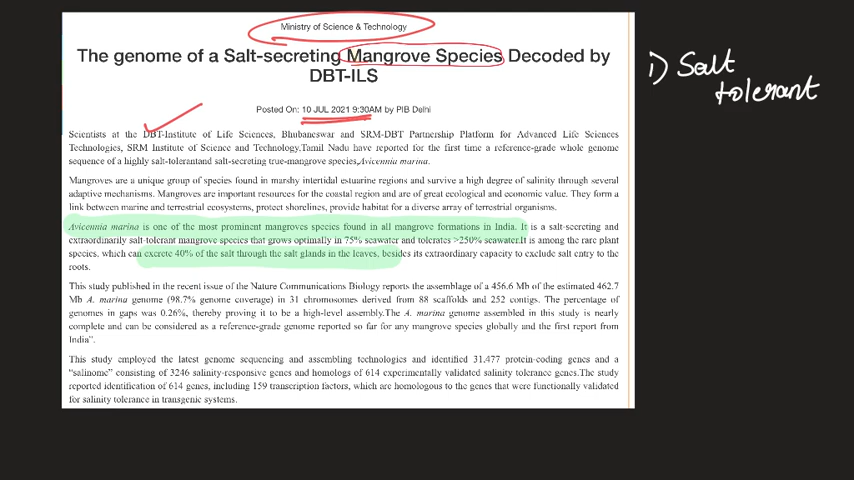 Ministry of Science & Technology
The genome of a Salt-secreting Mangrove Species Decoded by
DBT-ILS
Posted On: 10 JUL 2021 9:30AM by PIB Delhi
Scientists at the DBT-Institute of Life Sciences, Bhubaneswar and SRM-DBT Partnership Platform for Advanced Life Sciences
Technologies, SRM Institute of Science and Technology,Tamil Nadu have reported for the first time a reference-grade whole genome
sequence of a highly salt-tolerantand salt-secreting true-mangrove species,Avicennia marina.
Mangroves are a unique group of species found in marshy intertidal estuarine regions and survive a high degree of salinity through several
adaptive mechanisms. Mangroves are important resources for the coastal region and are of great ecological and economic value. They form a
link between marine and terrestrial ecosystems, protect shorelines, provide habitat for a diverse array of terrestrial organisms.
Avicennia marina is one of the most prominent mangroves species found in all mangrove formations in India. It is a salt-secreting and
extraordinarily salt-tolerant mangrove species that grows optimally in 75% seawater and tolerates >250% seawater.It is among the rare plant
species, which can excrete 40% of the salt through the salt glands in the leaves, besides its extraordinary capacity to exclude salt entry to the
roots.
This study published in the recent issue of the Nature Communications Biology reports the assemblage of a 456.6 Mb of the estimated 462.7
Mb A. marina genome (98.7% genome coverage) in 31 chromosomes derived from 88 scaffolds and 252 contigs. The percentage of
genomes in gaps was 0.26%, thereby proving it to be a high-level assembly.The A. marina genome assembled in this study is nearly
complete and can be considered as a reference-grade genome reported so far for any mangrove species globally and the first report from
India".
This study employed the latest genome sequencing and assembling technologies and identified 31,477 protein-coding genes and a
"salinome" consisting of 3246 salinity-responsive genes and homologs of 614 experimentally validated salinity tolerance genes.The study
reported identification of 614 genes, including 159 transcription factors, which are homologous to the genes that were functionally validated
for salinity tolerance in transgenic systems.
1) Salt
tolerant